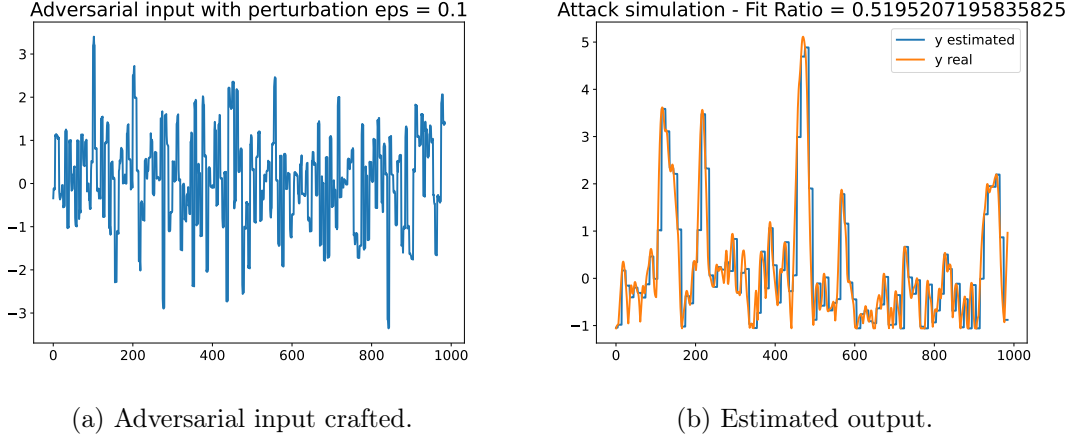 Adversarial input with perturbation eps = 0.1
3
2
1
0
−1
−2
−3
0 200 400 600 800 1000
(a) Adversarial input crafted.
Attack simulation - Fit Ratio = 0.5195207195835825
y estimated
y real
5
4
3
2
1
0
−1
0 200 400 600 800 1000
(b) Estimated output.